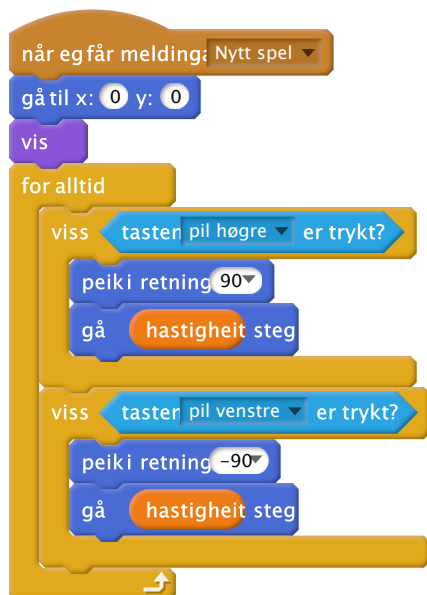 når eg får meldinga Nytt spel
gå til x: 0 y: 0
vis
for alltid
viss tasten pil høgre er trykt?
peik i retning 90
gå hastigheit steg
viss tasten pil venstre er trykt?
peik i retning -90
gå hastigheit steg